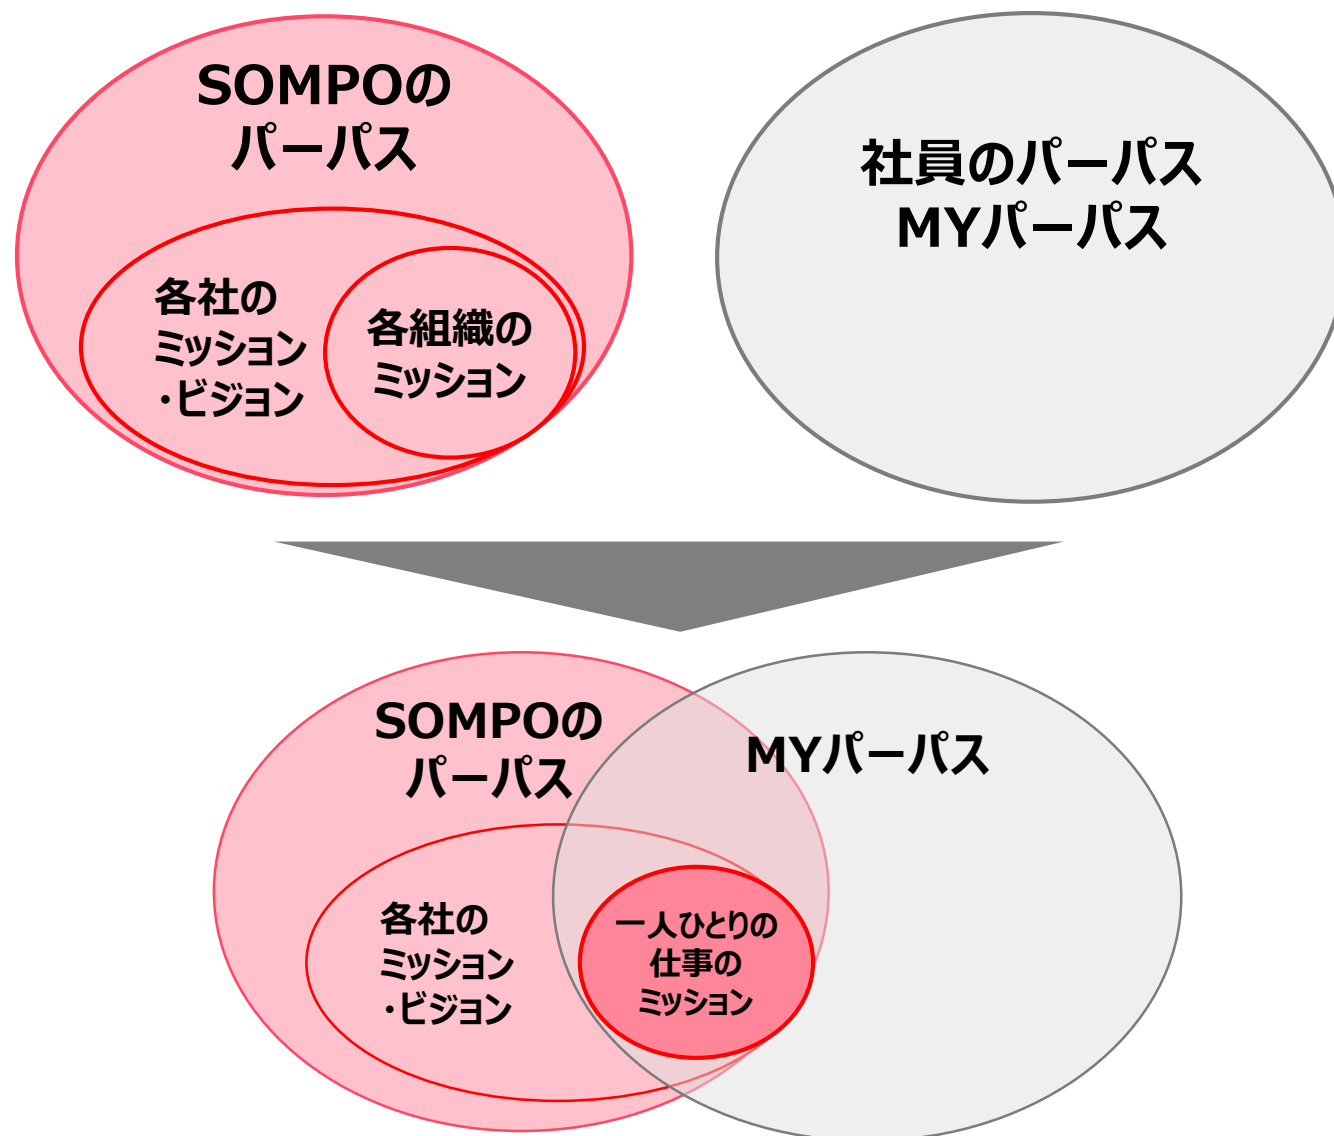 SOMPOの
パーパス
各社の
ミッション
・ビジョン
各組織の
ミッション
社員のパーパス
MYパーパス
SOMPOの
パーパス
MYパーパス
各社の
ミッション
・ビジョン
一人ひとりの
仕事の
ミッション